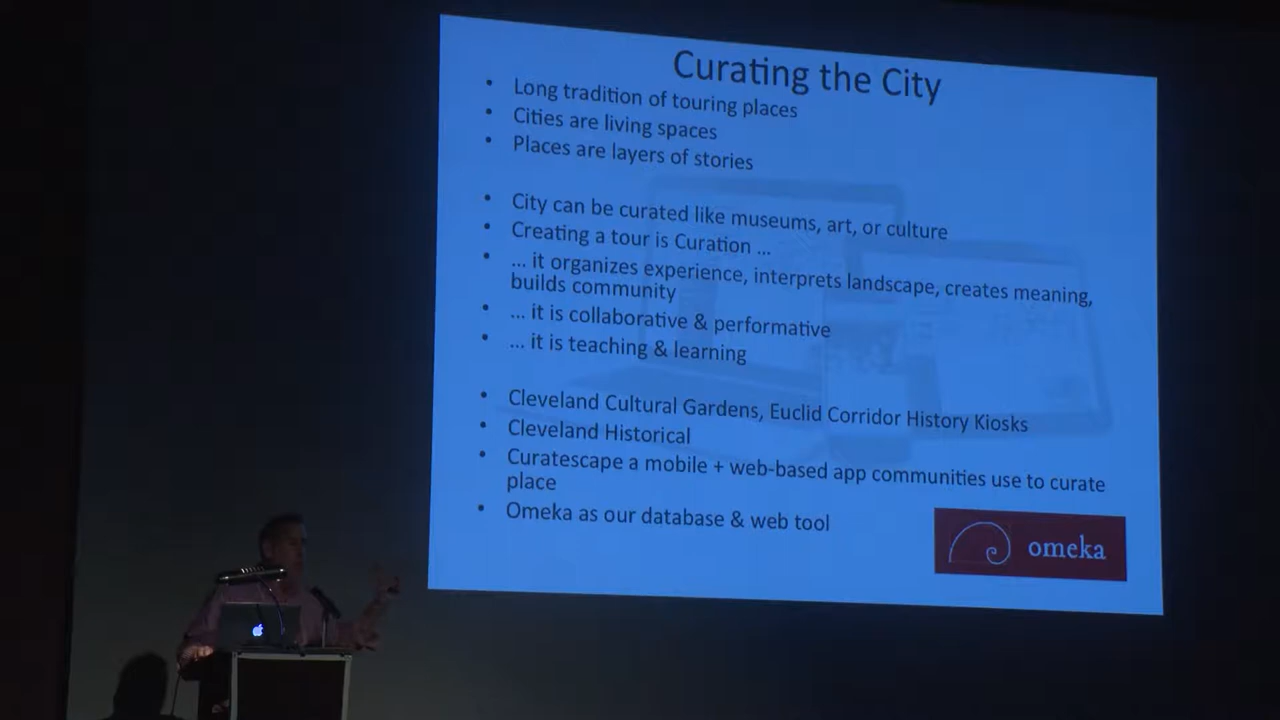 Curating the City
• Long tradition of touring places
• Cities are living spaces
• Places are layers of stories
• City can be curated like museums, art, or culture
• Creating a tour is Curation ...
• ... it organizes experience, interprets landscape, creates meaning,
builds community
• ... it is collaborative & performative
• ... it is teaching & learning
• Cleveland Cultural Gardens, Euclid Corridor History Kiosks
• Cleveland Historical
• Curatescape a mobile + web-based app communities use to curate
place
• Omeka as our database & web tool
omeka